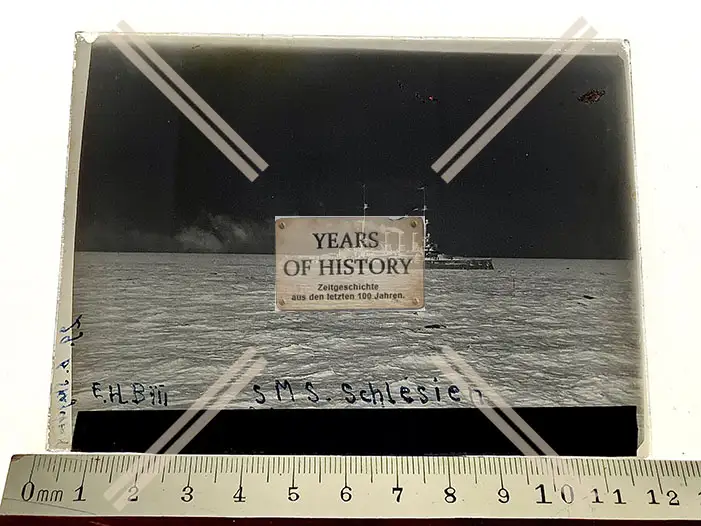 YEARS
OF HISTORY
Zeitgeschichte
aus den letzten 100 Jahren.
E.H.B III
SMS. Schlesien
0mm 1 2 3 4 5 6 7 8 9 10 11 12